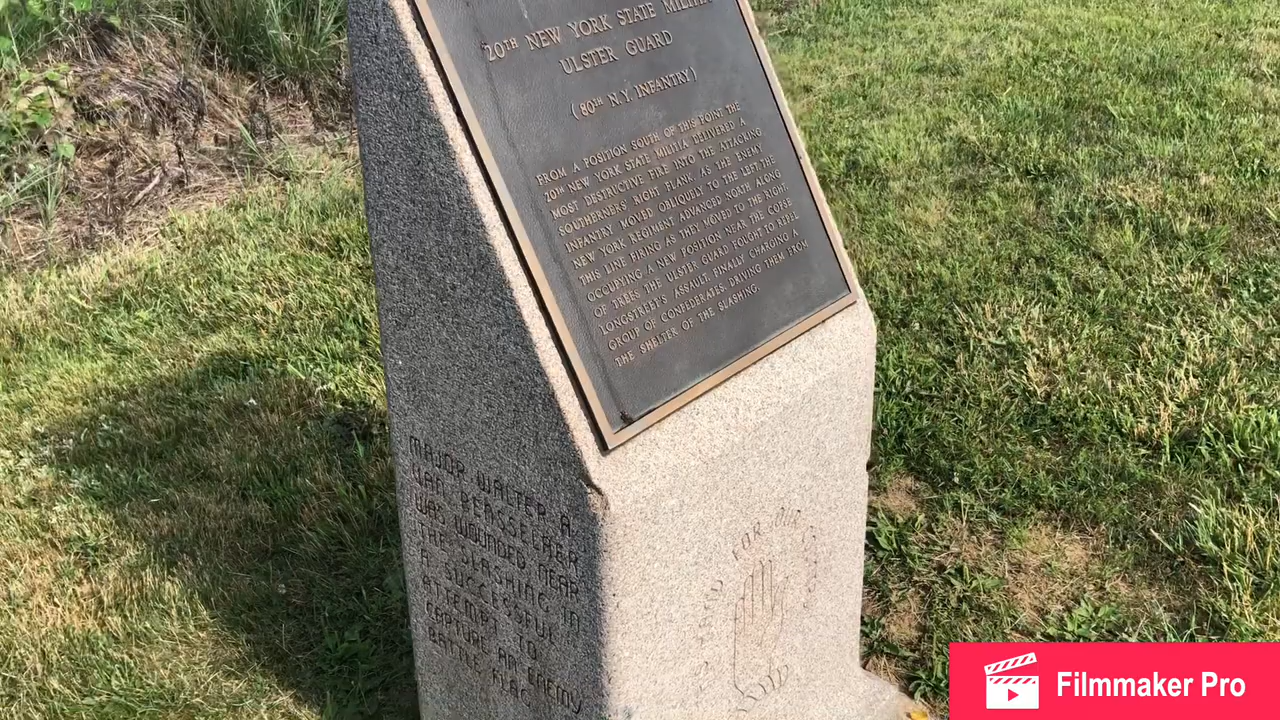 20TH NEW YORK STATE MILITIA
ULSTER GUARD
(80TH N.Y. INFANTRY)
FROM A POSITION SOUTH OF THIS POINT THE
20TH NEW YORK STATE MILITIA DELIVERED A
MOST DESTRUCTIVE FIRE INTO THE ATTACKING
SOUTHERNERS' RIGHT FLANK. AS THE ENEMY
INFANTRY MOVED OBLIQUELY TO THE LEFT, THE
NEW YORK REGIMENT ADVANCED NORTH ALONG
THIS LINE FIRING AS THEY MOVED TO THE RIGHT.
OCCUPYING A NEW POSITION NEAR THE COPSE
OF TREES THE ULSTER GUARD FOUGHT TO REPEL
LONGSTREET'S ASSAULT, FINALLY CHARGING A
GROUP OF CONFEDERATES, DRIVING THEM FROM
THE SHELTER OF THE SLASHING.
MAJOR WALTER A.
VAN RENSSELAER
WAS WOUNDED NEAR
THE SLASHING IN
A SUCCESSFUL
ATTEMPT TO
CAPTURE AN ENEMY
BATTLE FLAG
FOR OUR
Filmmaker Pro